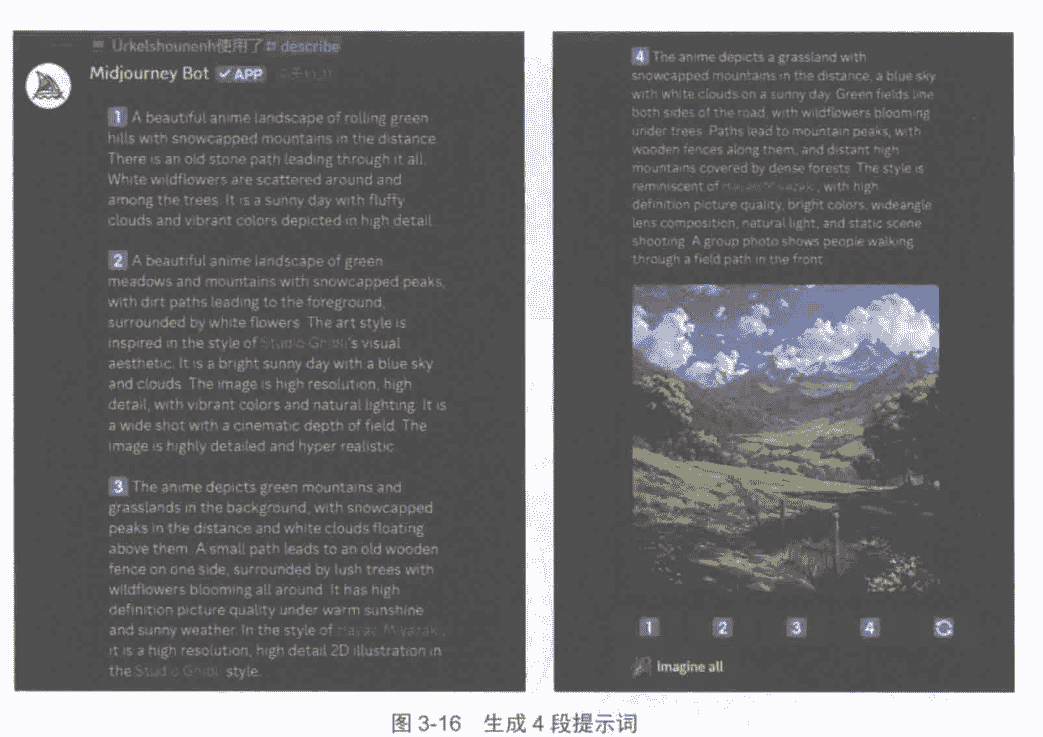 Urkelshounenh使用了 describe
Midjourney Bot ✓ APP
1 A beautiful anime landscape of rolling green
hills with snowcapped mountains in the distance.
There is an old stone path leading through it all.
White wildflowers are scattered around and
among the trees. It is a sunny day with fluffy
clouds and vibrant colors depicted in high detail.
2 A beautiful anime landscape of green
meadows and mountains with snowcapped peaks,
with dirt paths leading to the foreground,
surrounded by white flowers. The art style is
inspired in the style of Studio Ghibli's visual
aesthetic. It is a bright sunny day with a blue sky
and clouds. The image is high resolution, high
detail, with vibrant colors and natural lighting. It is
a wide shot with a cinematic depth of field. The
image is highly detailed and hyper realistic.
3 The anime depicts green mountains and
grasslands in the background, with snowcapped
peaks in the distance and white clouds floating
above them. A small path leads to an old wooden
fence on one side, surrounded by lush trees with
wildflowers blooming all around. It has high
definition picture quality under warm sunshine
and sunny weather. In the style of Hayao Miyazaki,
it is a high resolution, high detail 2D illustration in
the Studio Ghibli style.
4 The anime depicts a grassland with
snowcapped mountains in the distance, a blue sky
with white clouds on a sunny day. Green fields line
both sides of the road, with wildflowers blooming
under trees. Paths lead to mountain peaks, with
wooden fences along them, and distant high
mountains covered by dense forests. The style is
reminiscent of Hayao Miyazaki, with high
definition picture quality, bright colors, wideangle
lens composition, natural light, and static scene
shooting. A group photo shows people walking
through a field path in the front.
1 2 3 4
Imagine all
图 3-16 生成 4 段提示词